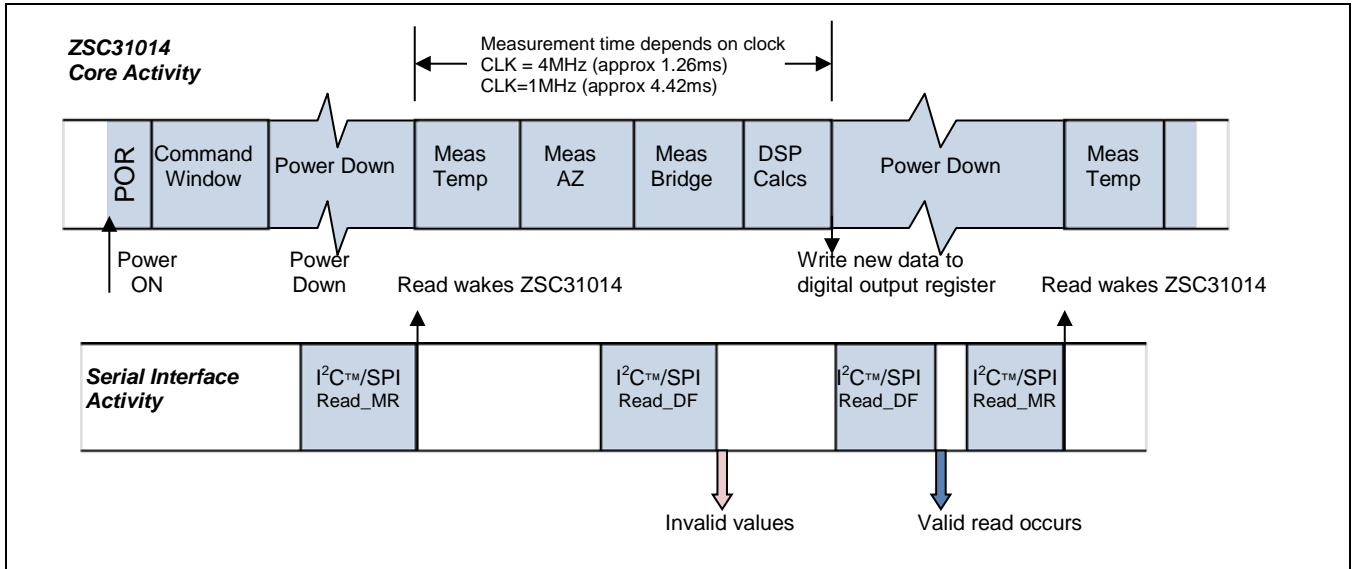 ZSC31014
Core Activity
Measurement time depends on clock
CLK = 4MHz (approx 1.26ms)
CLK=1MHz (approx 4.42ms)
POR
Command
Window
Power Down
Meas
Temp
Meas
AZ
Meas
Bridge
DSP
Calcs
Power Down
Meas
Temp
Power
ON
Power
Down
Read wakes ZSC31014
Write new data to
digital output register
Read wakes ZSC31014
Serial Interface
Activity
I²C™/SPI
Read_MR
I²C™/SPI
Read_DF
I²C™/SPI
Read_DF
I²C™/SPI
Read_MR
Invalid values
Valid read occurs